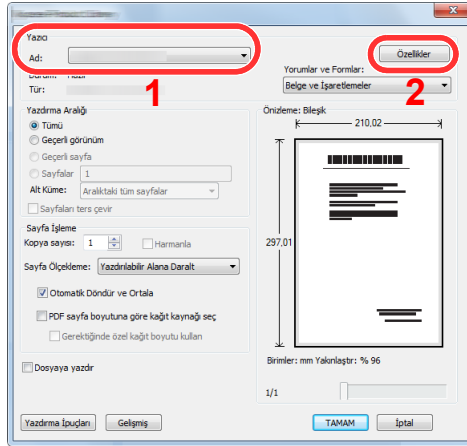 Yazıcı
Ad:
Özellikler
1
2
Durum: Hazır
Tür:
Yorumlar ve Formlar:
Belge ve İşaretlemeler
Yazdırma Aralığı
Tümü
Geçerli görünüm
Geçerli sayfa
Sayfalar 1
Alt Küme: Aralıktaki tüm sayfalar
Sayfaları ters çevir
Sayfa İşleme
Kopya sayısı: 1
Harmanla
Sayfa Ölçekleme: Yazdırılabilir Alana Daralt
Otomatik Döndür ve Ortala
PDF sayfa boyutuna göre kağıt kaynağı seç
Gerektiğinde özel kağıt boyutu kullan
Dosyaya yazdır
Önizleme: Bileşik
210,02
297,01
Birimler: mm Yakınlaştır: % 96
1/1
Yazdırma İpuçları
Gelişmiş
TAMAM
İptal